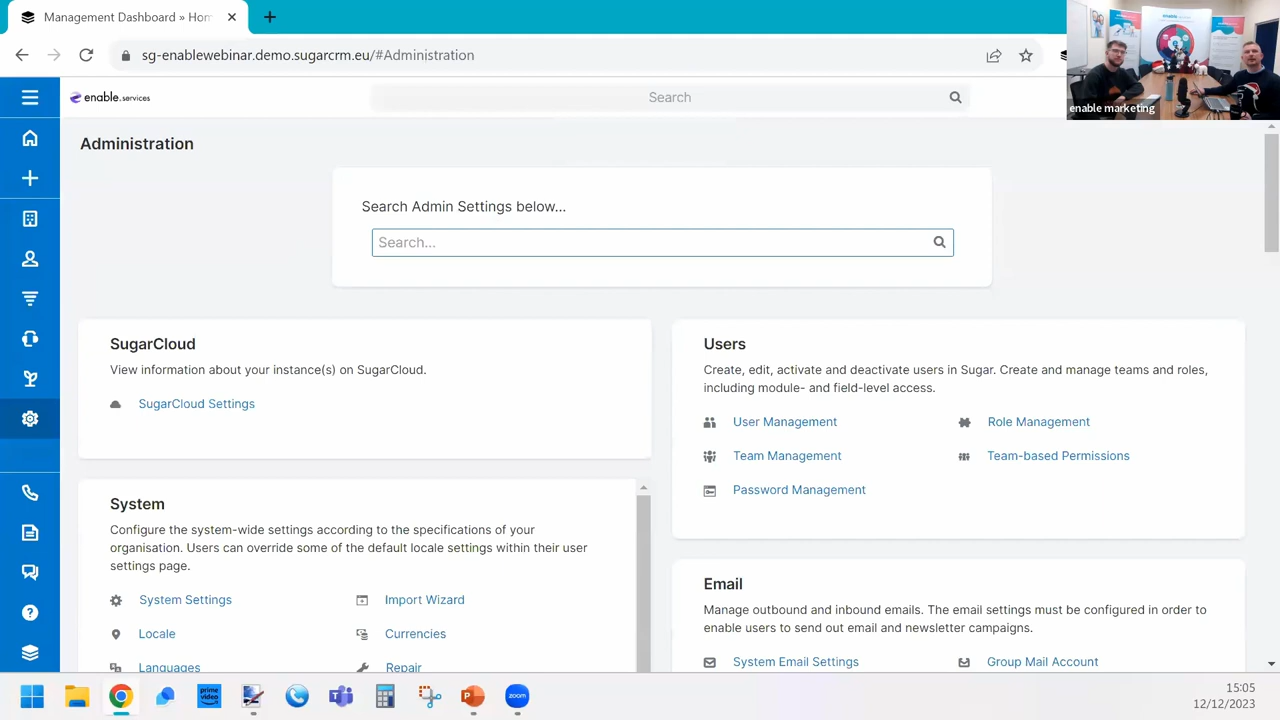 Management Dashboard » Hom
sg-enablewebinar.demo.sugarcrm.eu/#Administration
enable.services
Search
enable marketing
Administration
Search Admin Settings below...
Search...
SugarCloud
View information about your instance(s) on SugarCloud.
SugarCloud Settings
Users
Create, edit, activate and deactivate users in Sugar. Create and manage teams and roles,
including module- and field-level access.
User Management
Role Management
Team Management
Team-based Permissions
Password Management
System
Configure the system-wide settings according to the specifications of your
organisation. Users can override some of the default locale settings within their user
settings page.
System Settings
Import Wizard
Locale
Currencies
Languages
Repair
Email
Manage outbound and inbound emails. The email settings must be configured in order to
enable users to send out email and newsletter campaigns.
System Email Settings
Group Mail Account
prime
video
zoom
15:05
12/12/2023